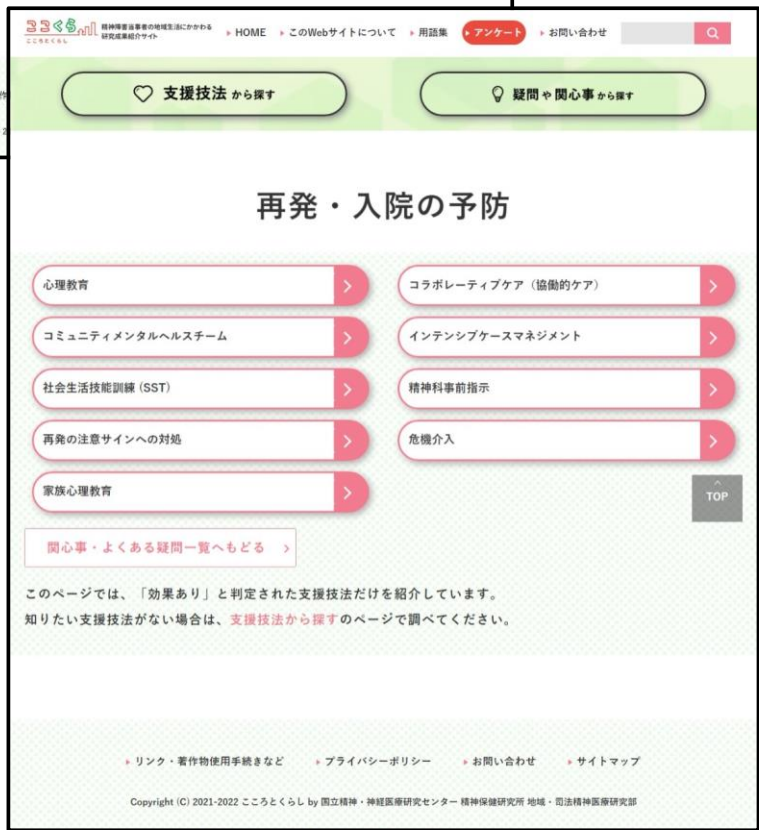 ここくら
こころとくらし
精神障害当事者の地域生活にかかわる
研究成果紹介サイト
HOME
このWebサイトについて
用語集
アンケート
お問い合わせ
作
2
支援技法 から探す
疑問や関心事から探す
再発・入院の予防
心理教育
コラボレーティブケア（協働的ケア）
コミュニティメンタルヘルスチーム
インテンシブケースマネジメント
社会生活技能訓練 (SST)
精神科事前指示
再発の注意サインへの対処
危機介入
家族心理教育
TOP
関心事・よくある疑問一覧へもどる
このページでは、「効果あり」と判定された支援技法だけを紹介しています。
知りたい支援技法がない場合は、支援技法から探すのページで調べてください。
リンク・著作物使用手続きなど
プライバシーポリシー
お問い合わせ
サイトマップ
Copyright (C) 2021-2022 こころとくらし by 国立精神・神経医療研究センター 精神保健研究所 地域・司法精神医療研究部